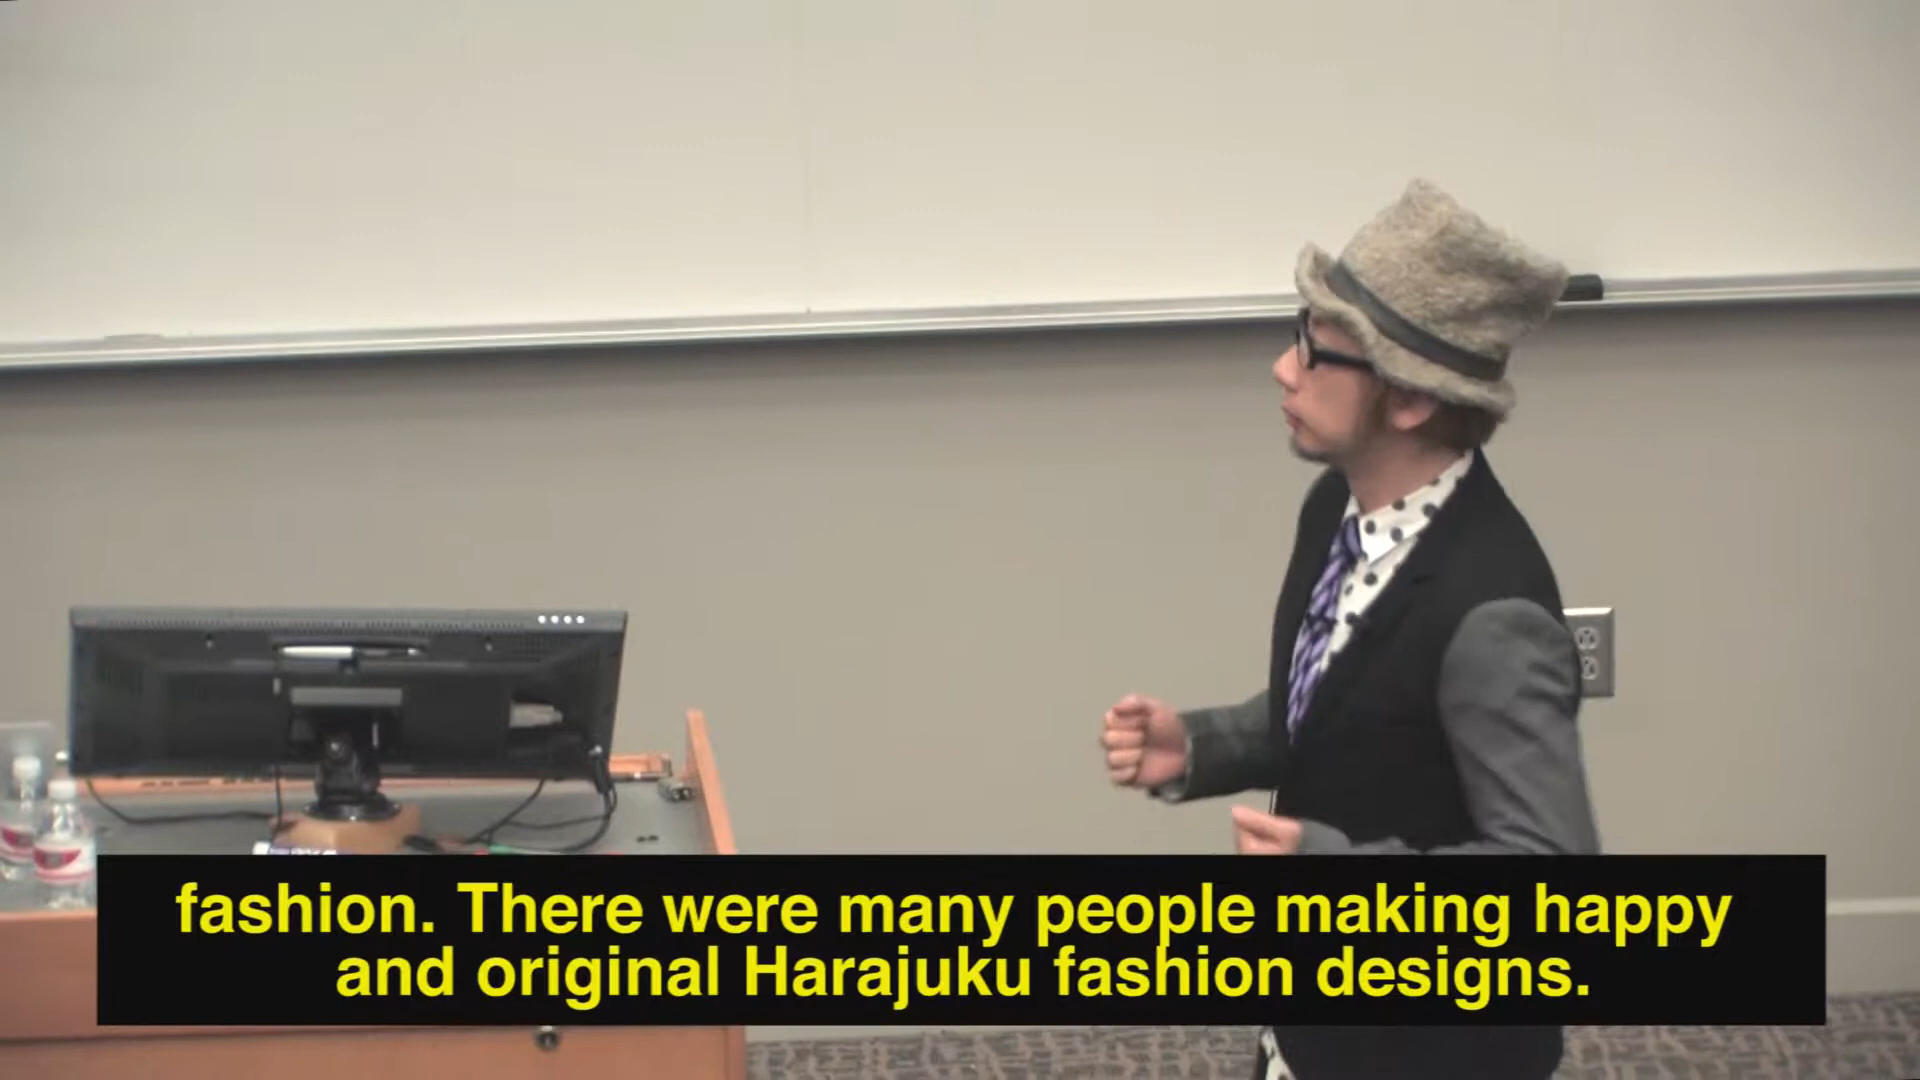 fashion. There were many people making happy
and original Harajuku fashion designs.